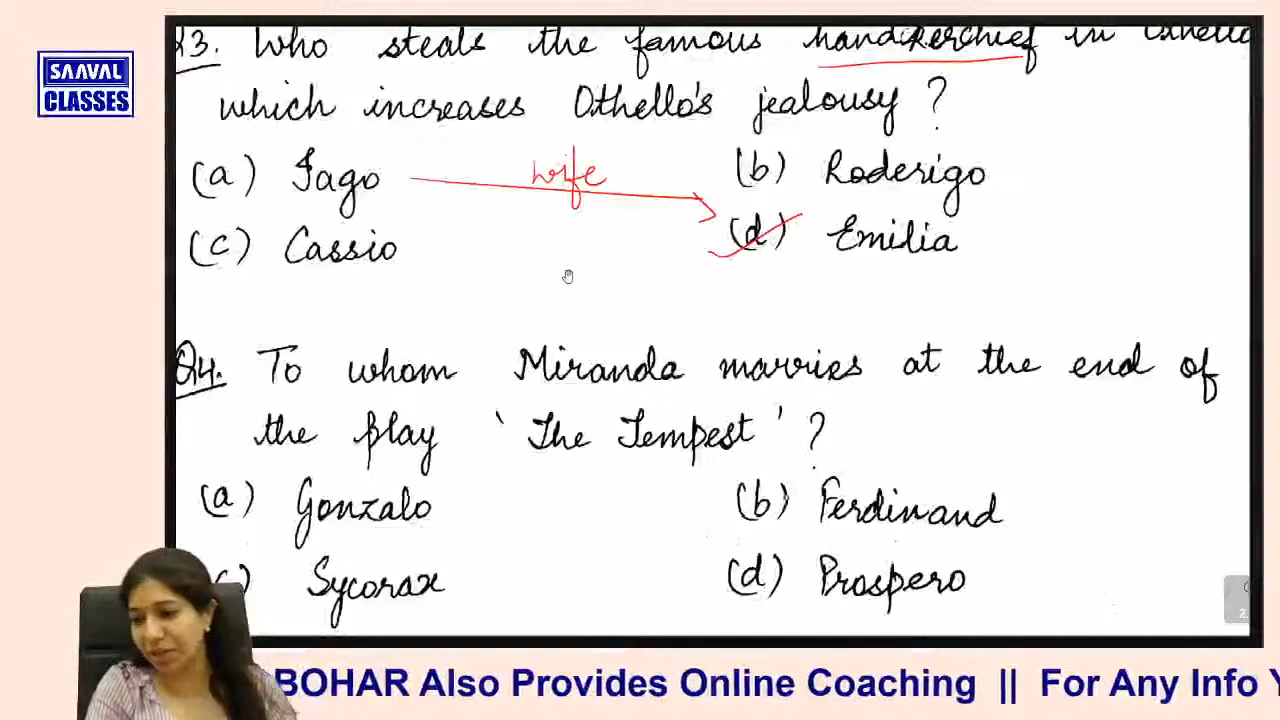 SAAVAL
CLASSES
Q3. Who steals the famous handkerchief in Othello
which increases Othello's jealousy ?
(a) Iago
wife
(b) Roderigo
(c) Cassio
(d) Emilia
Q4. To whom Miranda marries at the end of
the play ‘The Tempest’ ?
(a) Gonzalo
(b) Ferdinand
(c) Sycorax
(d) Prospero
BOHAR Also Provides Online Coaching || For Any Info Y